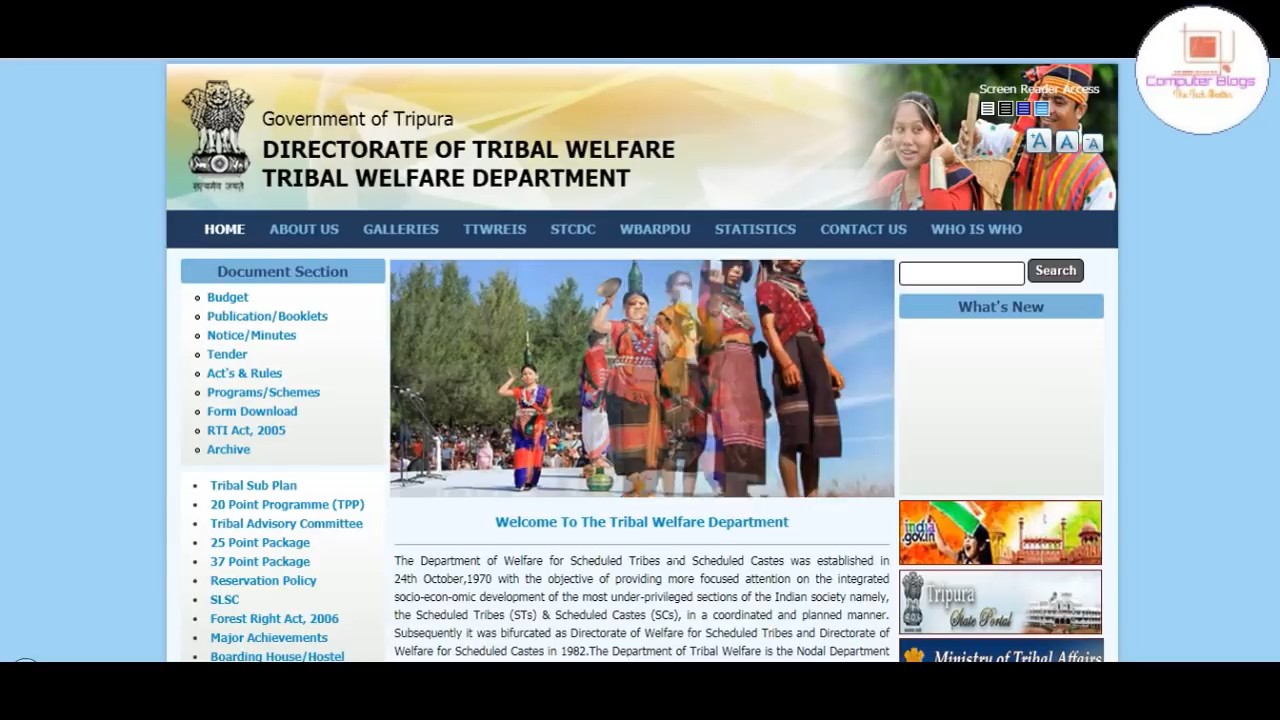 Computer Blogs
The Tech Master
Screen Reader Access
Government of Tripura
DIRECTORATE OF TRIBAL WELFARE
TRIBAL WELFARE DEPARTMENT
सत्यमेव जयते
+A A -A
HOME ABOUT US GALLERIES TTWREIS STCDC WBARPDU STATISTICS CONTACT US WHO IS WHO
Document Section
Budget
Publication/Booklets
Notice/Minutes
Tender
Act's & Rules
Programs/Schemes
Form Download
RTI Act, 2005
Archive
Tribal Sub Plan
20 Point Programme (TPP)
Tribal Advisory Committee
25 Point Package
37 Point Package
Reservation Policy
SLSC
Forest Right Act, 2006
Major Achievements
Boarding House/Hostel
Welcome To The Tribal Welfare Department
The Department of Welfare for Scheduled Tribes and Scheduled Castes was established in
24th October,1970 with the objective of providing more focused attention on the integrated
socio-econ-omic development of the most under-privileged sections of the Indian society namely,
the Scheduled Tribes (STs) & Scheduled Castes (SCs), in a coordinated and planned manner.
Subsequently it was bifurcated as Directorate of Welfare for Scheduled Tribes and Directorate of
Welfare for Scheduled Castes in 1982.The Department of Tribal Welfare is the Nodal Department
Search
What's New
india
.gov.in
Tripura
State Portal
Ministry of Tribal Affairs